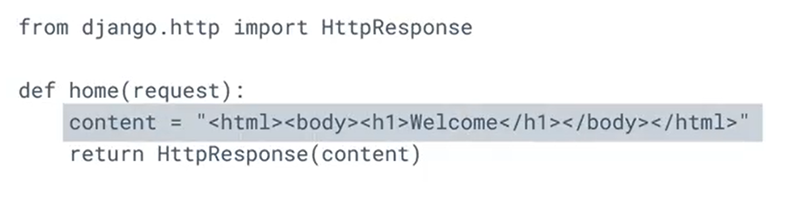 from django.http import HttpResponse
def home(request):
content = "<html><body><h1>Welcome</h1></body></html>"
return HttpResponse(content)